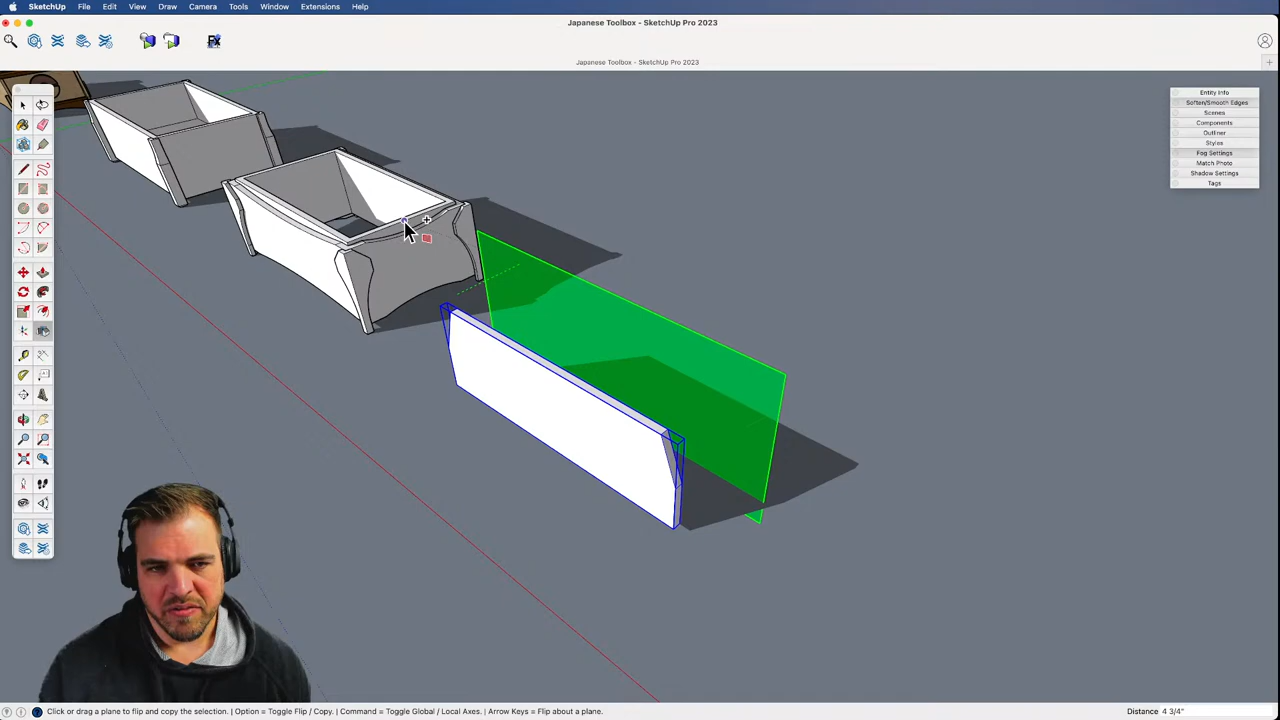 SketchUp File Edit View Draw Camera Tools Window Extensions Help
Japanese Toolbox - SketchUp Pro 2023
Japanese Toolbox - SketchUp Pro 2023
Entity Info
Soften/Smooth Edges
Scenes
Components
Outliner
Styles
Fog Settings
Match Photo
Shadow Settings
Tags
Click or drag a plane to flip and copy the selection. | Option = Toggle Flip / Copy. | Command = Toggle Global / Local Axes. | Arrow Keys = Flip about a plane. Distance 4 3/4"